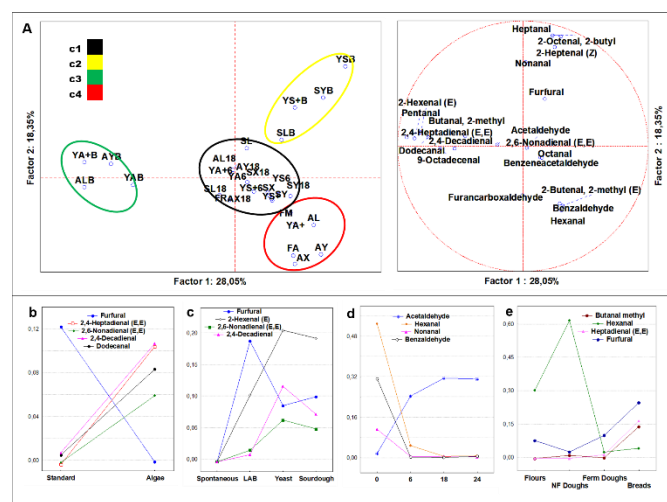 A
c1
c2
c3
c4
YSB
SYB
YS+B
SLB
SL
YA+B
AYB
ALB
YAB
AL18
AY18
YA+6
YA6
SX18
YS6
SY18
SL18
YS+6
SX
SY
FM
AL
YA+
FA
AY
AX
Factor 2 : 18,35%
Factor 1: 28,05%
Heptanal
2-Octenal, 2-butyl
2-Heptenal (Z)
Nonanal
Furfural
2-Hexenal (E)
Pentanal
Butanal, 2-methyl
Acetaldehyde
2,4-Heptadienal (E,E)
2,4-Decadienal
2,6-Nonadienal (E,E)
Dodecanal
Octanal
9-Octadecenal
Benzeneacetaldehyde
Furancarboxaldehyde
2-Butenal, 2-methyl (E)
Benzaldehyde
Hexanal
Factor 2 : 18,35%
Factor 1 : 28,05%
b
Furfural
2,4-Heptadienal (E,E)
2,6-Nonadienal (E,E)
2,4-Decadienal
Dodecanal
0,12
0,08
0,04
0,00
Standard
Algae
c
Furfural
2-Hexenal (E)
2,6-Nonadienal (E,E)
2,4-Decadienal
0,20
0,15
0,10
0,05
0,00
Spontaneous
LAB
Yeast
Sourdough
d
Acetaldehyde
Hexanal
Nonanal
Benzaldehyde
0,48
0,32
0,16
0,00
0
6
18
24
e
Butanal methyl
Hexanal
Heptadienal (E,E)
Furfural
0,60
0,45
0,30
0,15
0,00
Flours
NF Doughs
Ferm Doughs
Breads